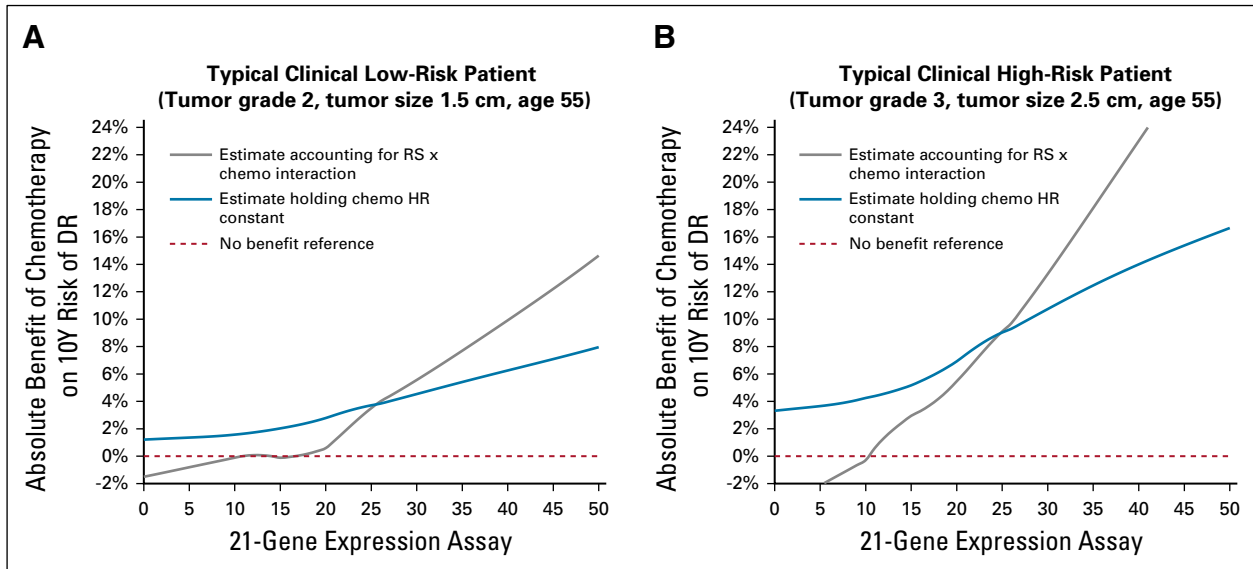 A
Typical Clinical Low-Risk Patient
(Tumor grade 2, tumor size 1.5 cm, age 55)
Absolute Benefit of Chemotherapy
on 10Y Risk of DR
24%
22%
20%
18%
16%
14%
12%
10%
8%
6%
4%
2%
0%
-2%
Estimate accounting for RS x
chemo interaction
Estimate holding chemo HR
constant
No benefit reference
0 5 10 15 20 25 30 35 40 45 50
21-Gene Expression Assay
B
Typical Clinical High-Risk Patient
(Tumor grade 3, tumor size 2.5 cm, age 55)
Absolute Benefit of Chemotherapy
on 10Y Risk of DR
24%
22%
20%
18%
16%
14%
12%
10%
8%
6%
4%
2%
0%
-2%
Estimate accounting for RS x
chemo interaction
Estimate holding chemo HR
constant
No benefit reference
0 5 10 15 20 25 30 35 40 45 50
21-Gene Expression Assay